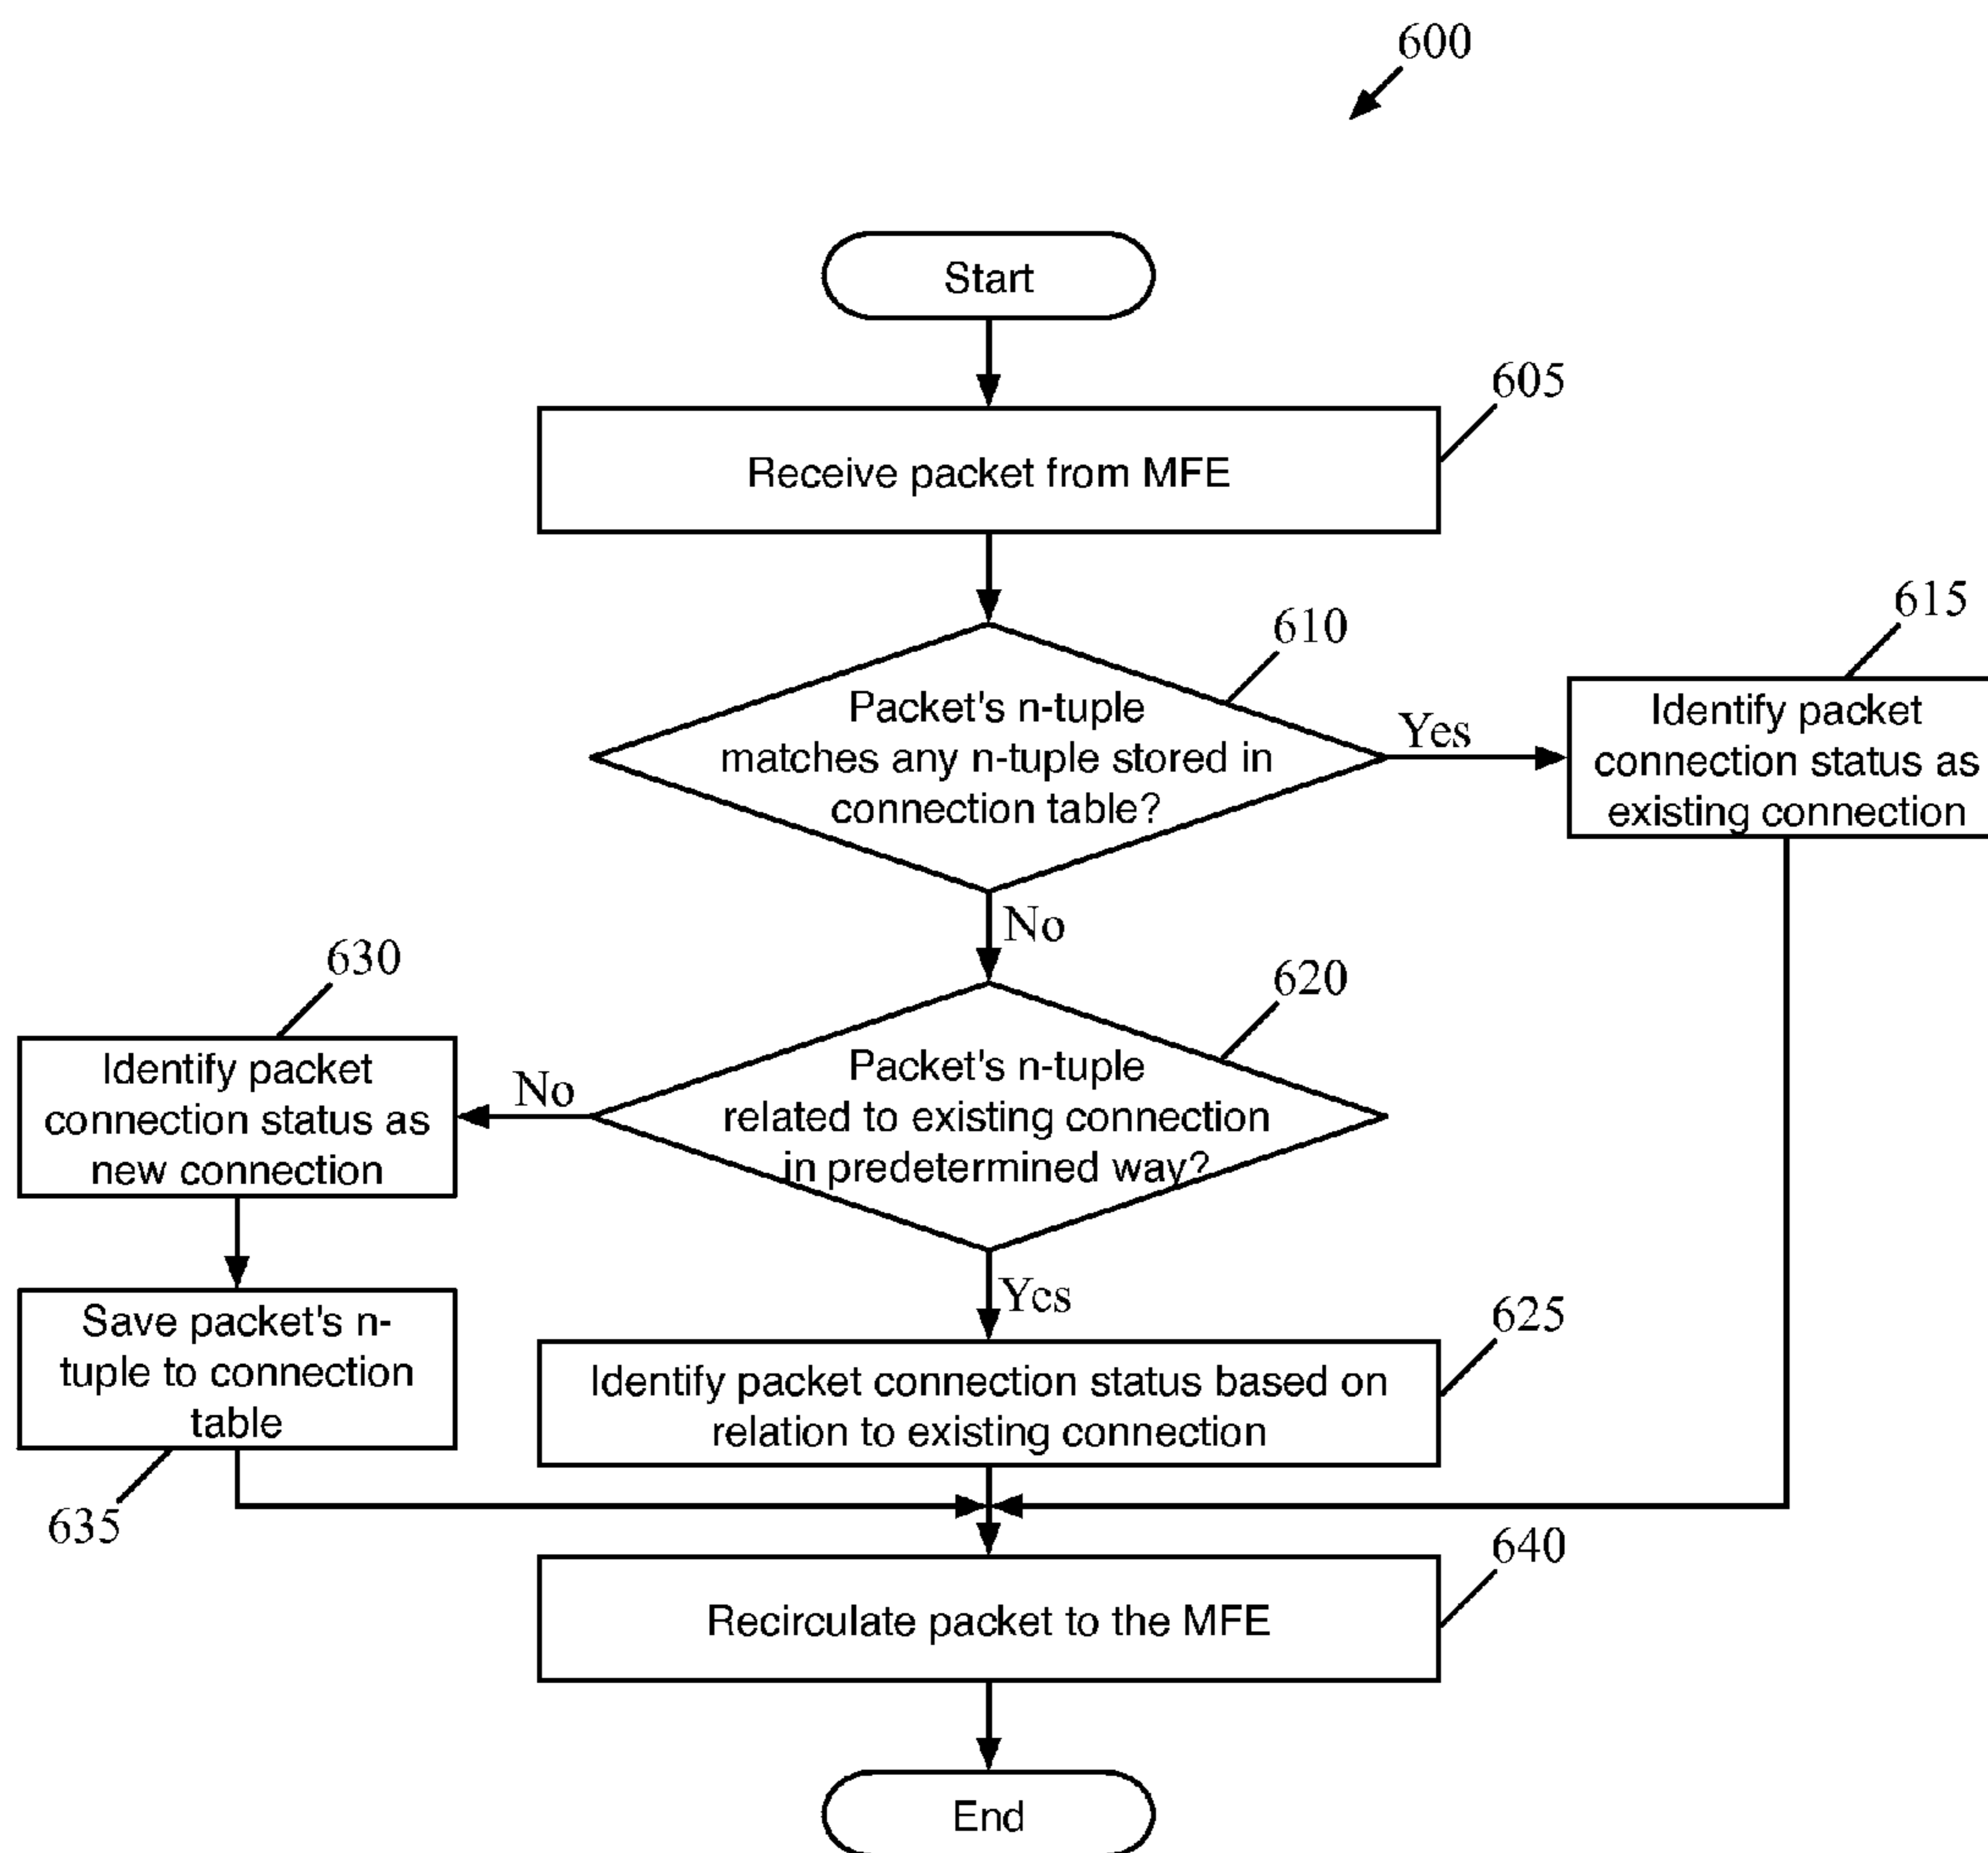 600
Start
605
Receive packet from MFE
610
Packet's n-tuple
matches any n-tuple stored in
connection table?
Yes
615
Identify packet
connection status as
existing connection
No
620
Packet's n-tuple
related to existing connection
in predetermined way?
No
630
Identify packet
connection status as
new connection
Save packet's n-
tuple to connection
table
635
Yes
625
Identify packet connection status based on
relation to existing connection
640
Recirculate packet to the MFE
End